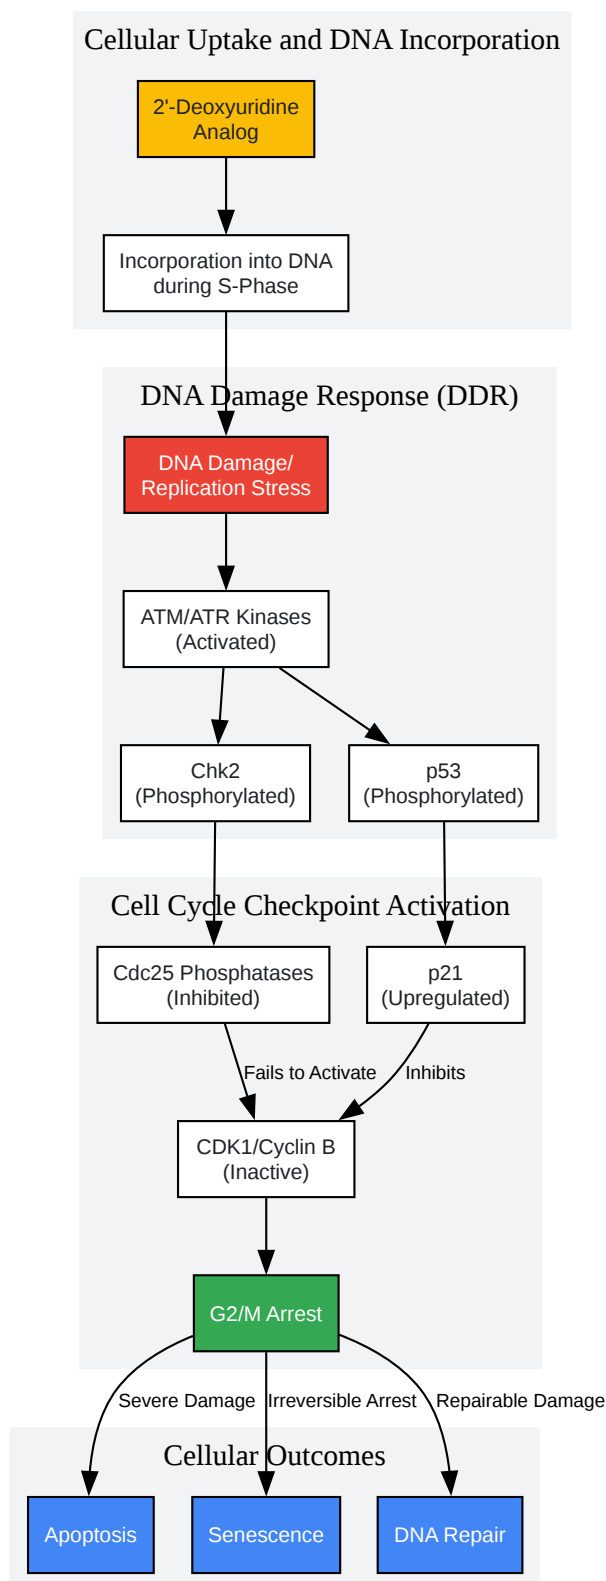 Cellular Uptake and DNA Incorporation
2'-Deoxyuridine
Analog
Incorporation into DNA
during S-Phase
DNA Damage Response (DDR)
DNA Damage/
Replication Stress
ATM/ATR Kinases
(Activated)
Chk2
(Phosphorylated)
p53
(Phosphorylated)
Cell Cycle Checkpoint Activation
Cdc25 Phosphatases
(Inhibited)
p21
(Upregulated)
Fails to Activate
Inhibits
CDK1/Cyclin B
(Inactive)
G2/M Arrest
Severe Damage
Irreversible Arrest
Repairable Damage
Cellular Outcomes
Apoptosis
Senescence
DNA Repair